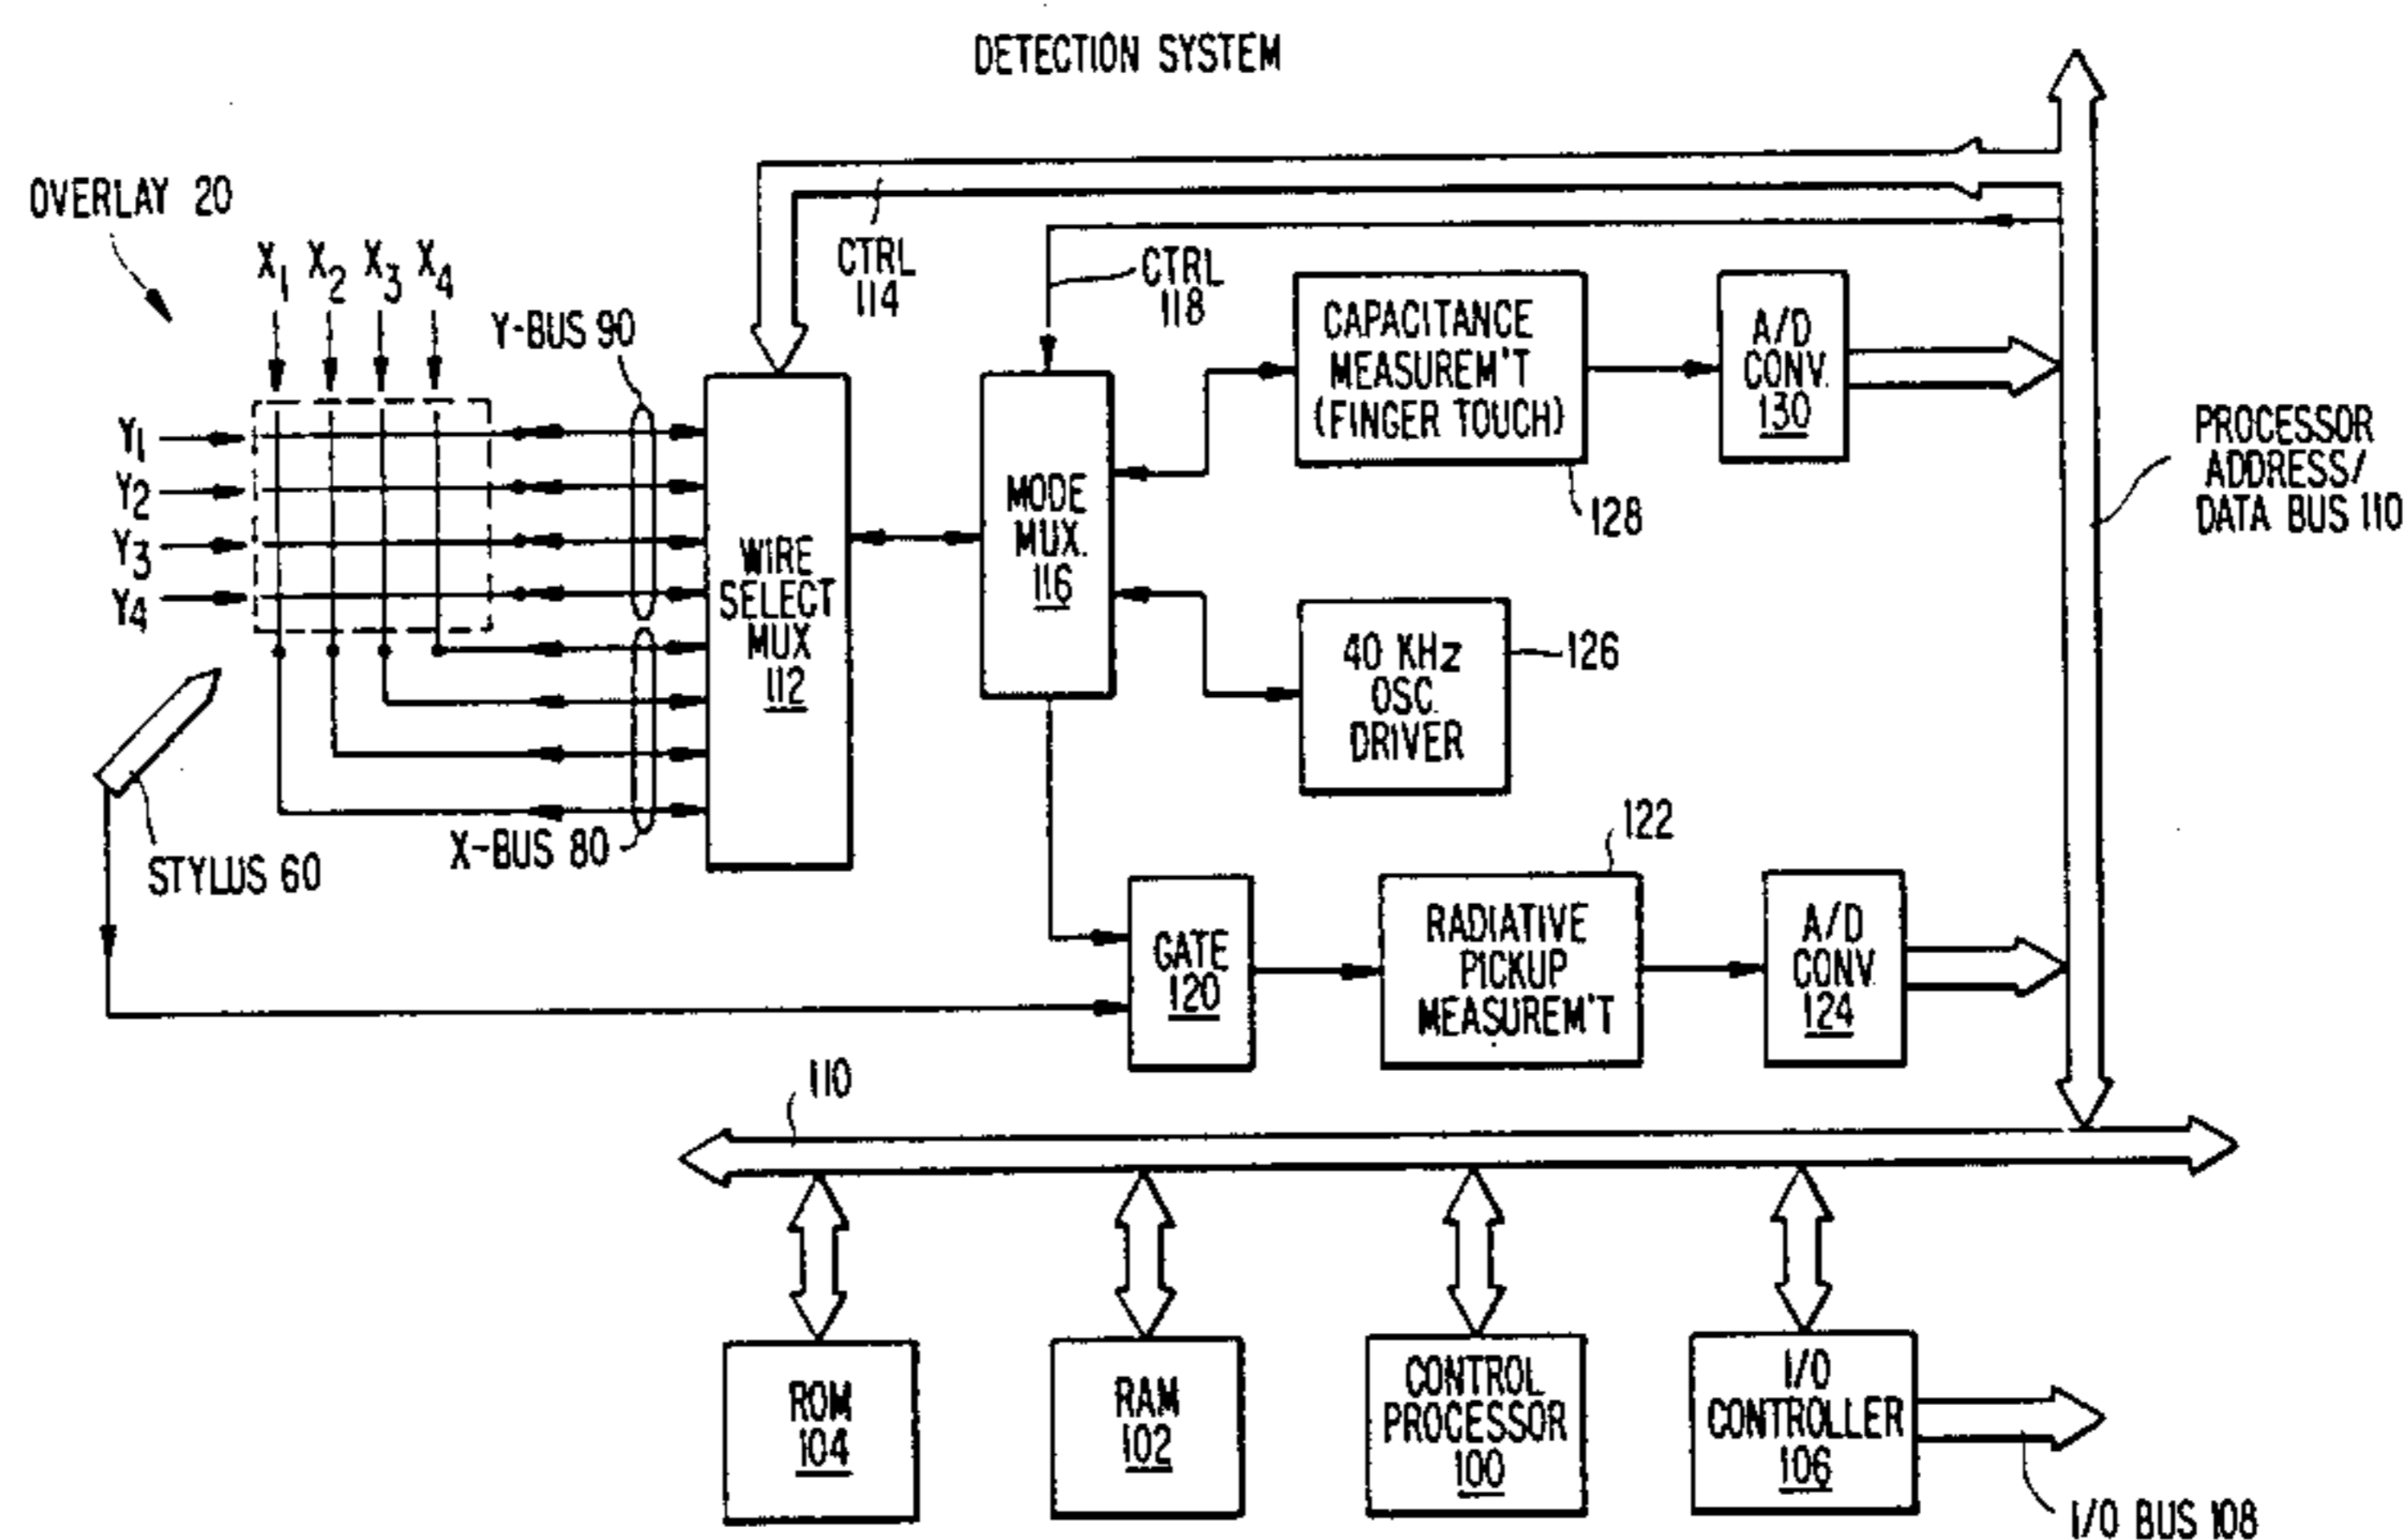 DETECTION SYSTEM
OVERLAY 20
X1 X2 X3 X4
Y1
Y2
Y3
Y4
Y-BUS 90
X-BUS 80
STYLUS 60
CTRL
114
CTRL
118
WIRE
SELECT
MUX
112
MODE
MUX.
116
CAPACITANCE
MEASUREM'T
(FINGER TOUCH)
128
A/D
CONV.
130
PROCESSOR
ADDRESS/
DATA BUS 110
40 KHz
OSC.
DRIVER
126
122
GATE
120
RADIATIVE
PICKUP
MEASUREM'T
A/D
CONV.
124
110
ROM
104
RAM
102
CONTROL
PROCESSOR
100
I/O
CONTROLLER
106
I/O BUS 108